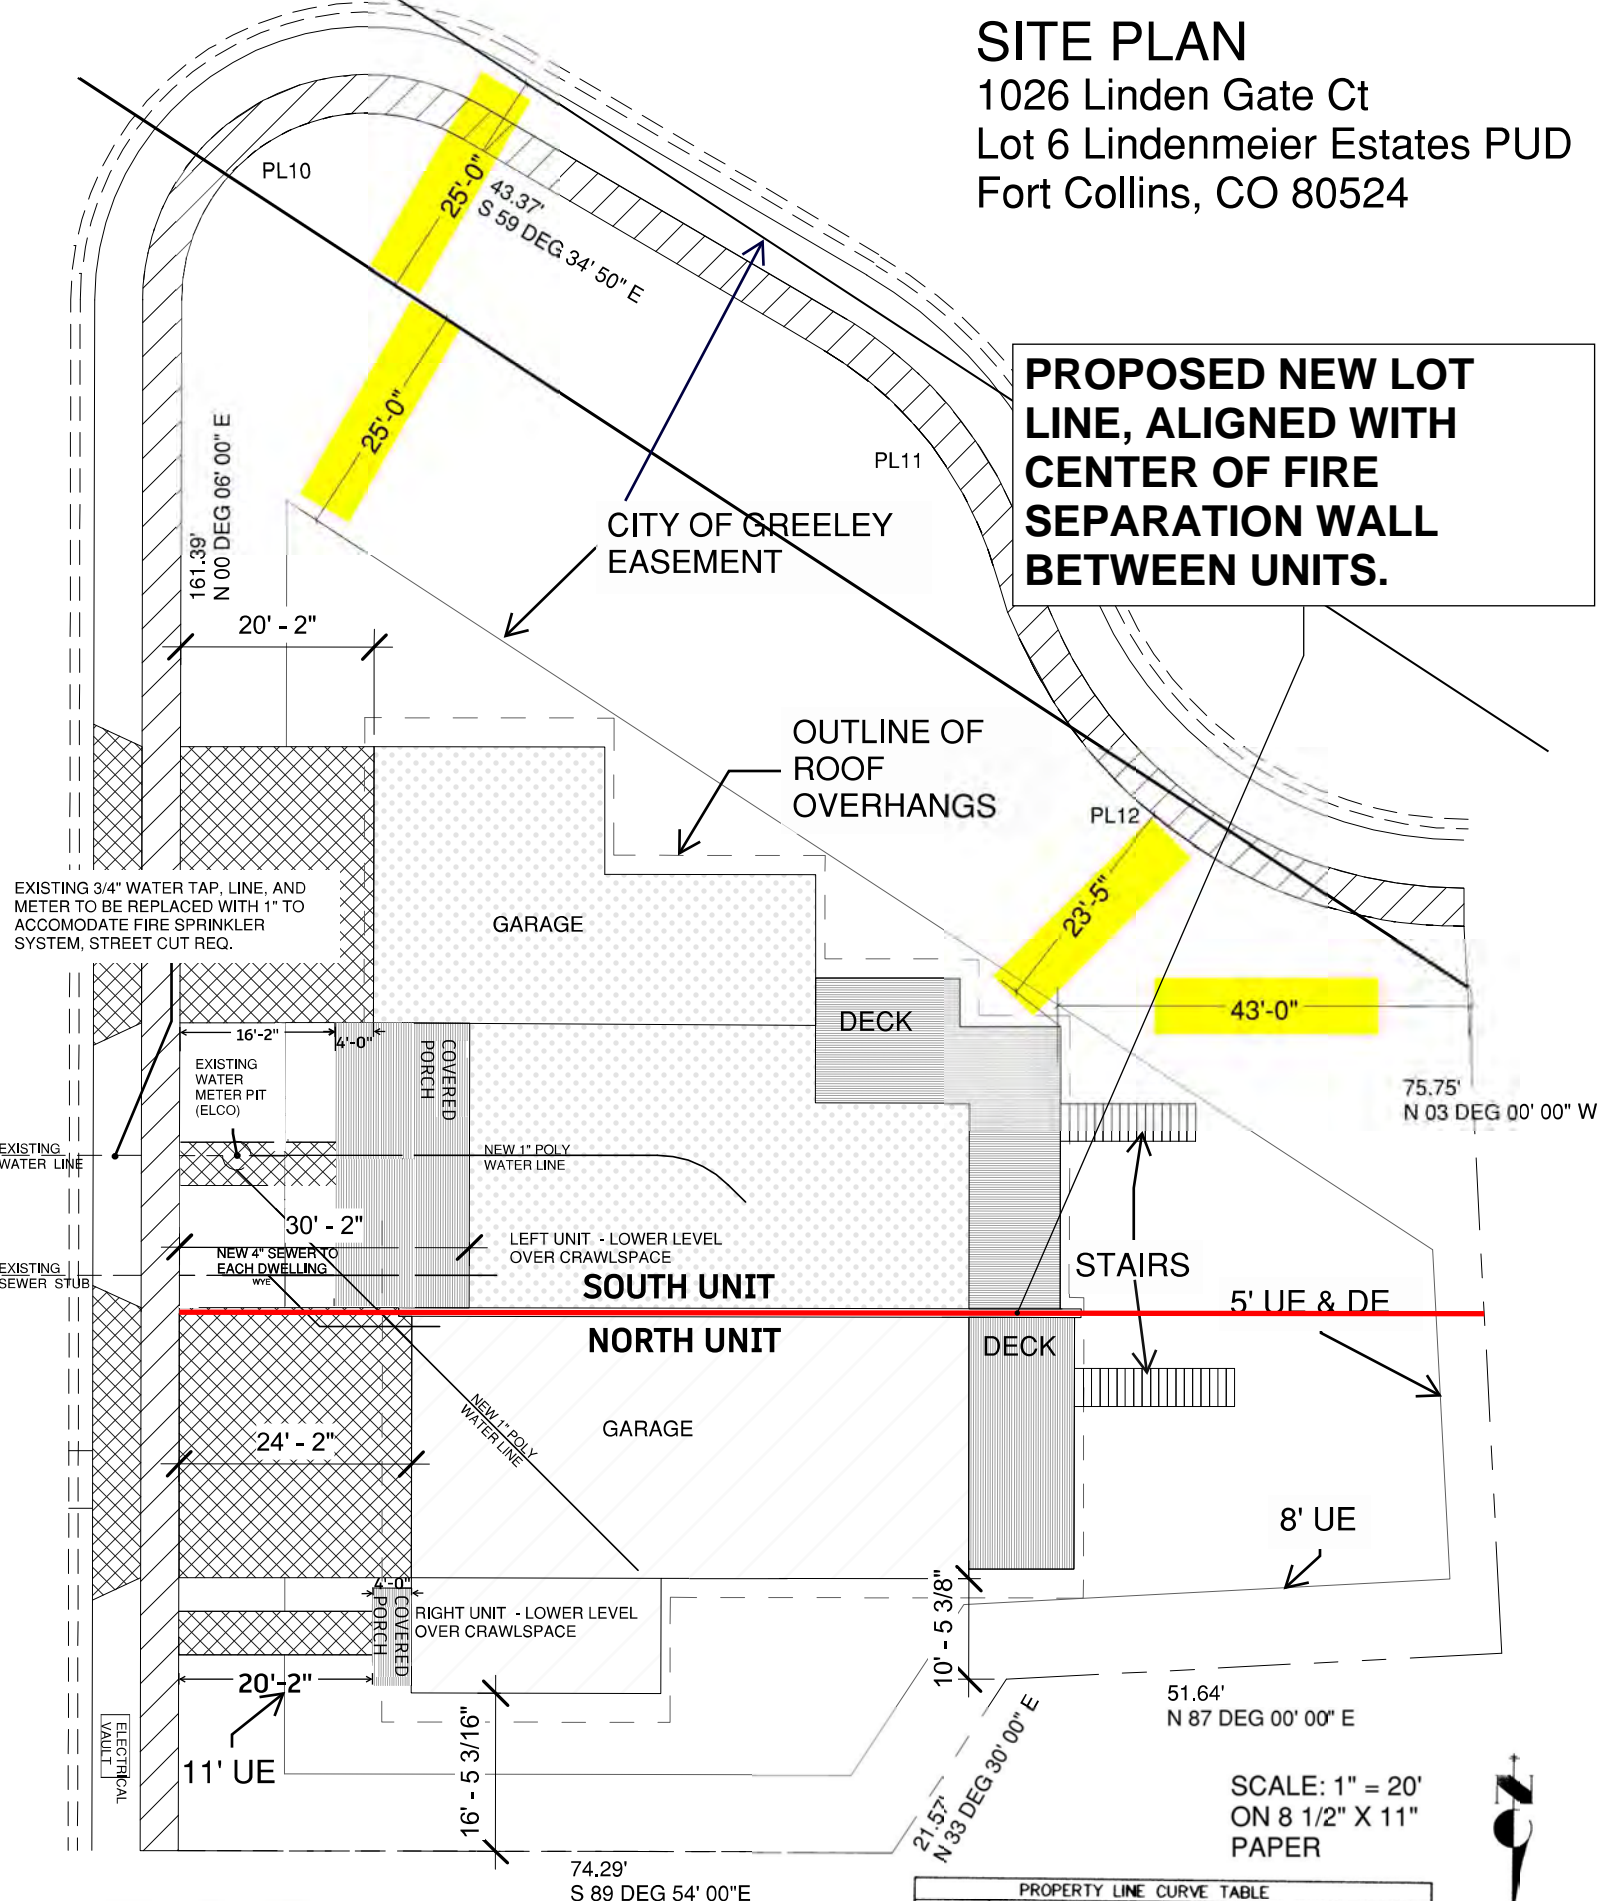 SITE PLAN
1026 Linden Gate Ct
Lot 6 Lindenmeier Estates PUD
Fort Collins, CO 80524
PL10
25'-0"
43.37'
S 59 DEG 34' 50" E
25'-0"
161.39'
N 00 DEG 06' 00" E
PROPOSED NEW LOT
LINE, ALIGNED WITH
CENTER OF FIRE
SEPARATION WALL
BETWEEN UNITS.
PL11
CITY OF GREELEY
EASEMENT
20' - 2"
OUTLINE OF
ROOF
OVERHANGS
PL12
23'-5"
EXISTING 3/4" WATER TAP, LINE, AND
METER TO BE REPLACED WITH 1" TO
ACCOMODATE FIRE SPRINKLER
SYSTEM, STREET CUT REQ.
GARAGE
DECK
43'-0"
16'-2"
4'-0"
COVERED
PORCH
EXISTING
WATER
METER PIT
(ELCO)
75.75'
N 03 DEG 00' 00" W
EXISTING
WATER LINE
NEW 1" POLY
WATER LINE
30' - 2"
LEFT UNIT - LOWER LEVEL
OVER CRAWLSPACE
NEW 4" SEWER TO
EACH DWELLING
WYE
EXISTING
SEWER STUB
STAIRS
SOUTH UNIT
5' UE & DE
NORTH UNIT
DECK
NEW 1" POLY
WATER LINE
GARAGE
24' - 2"
8' UE
4'-0"
COVERED
PORCH
RIGHT UNIT - LOWER LEVEL
OVER CRAWLSPACE
10' - 5 3/8"
20'-2"
11' UE
ELECTRICAL
VAULT
16' - 5 3/16"
21.57'
N 33 DEG 30' 00" E
51.64'
N 87 DEG 00' 00" E
SCALE: 1" = 20'
ON 8 1/2" X 11"
PAPER
N
74.29'
S 89 DEG 54' 00"E
PROPERTY LINE CURVE TABLE